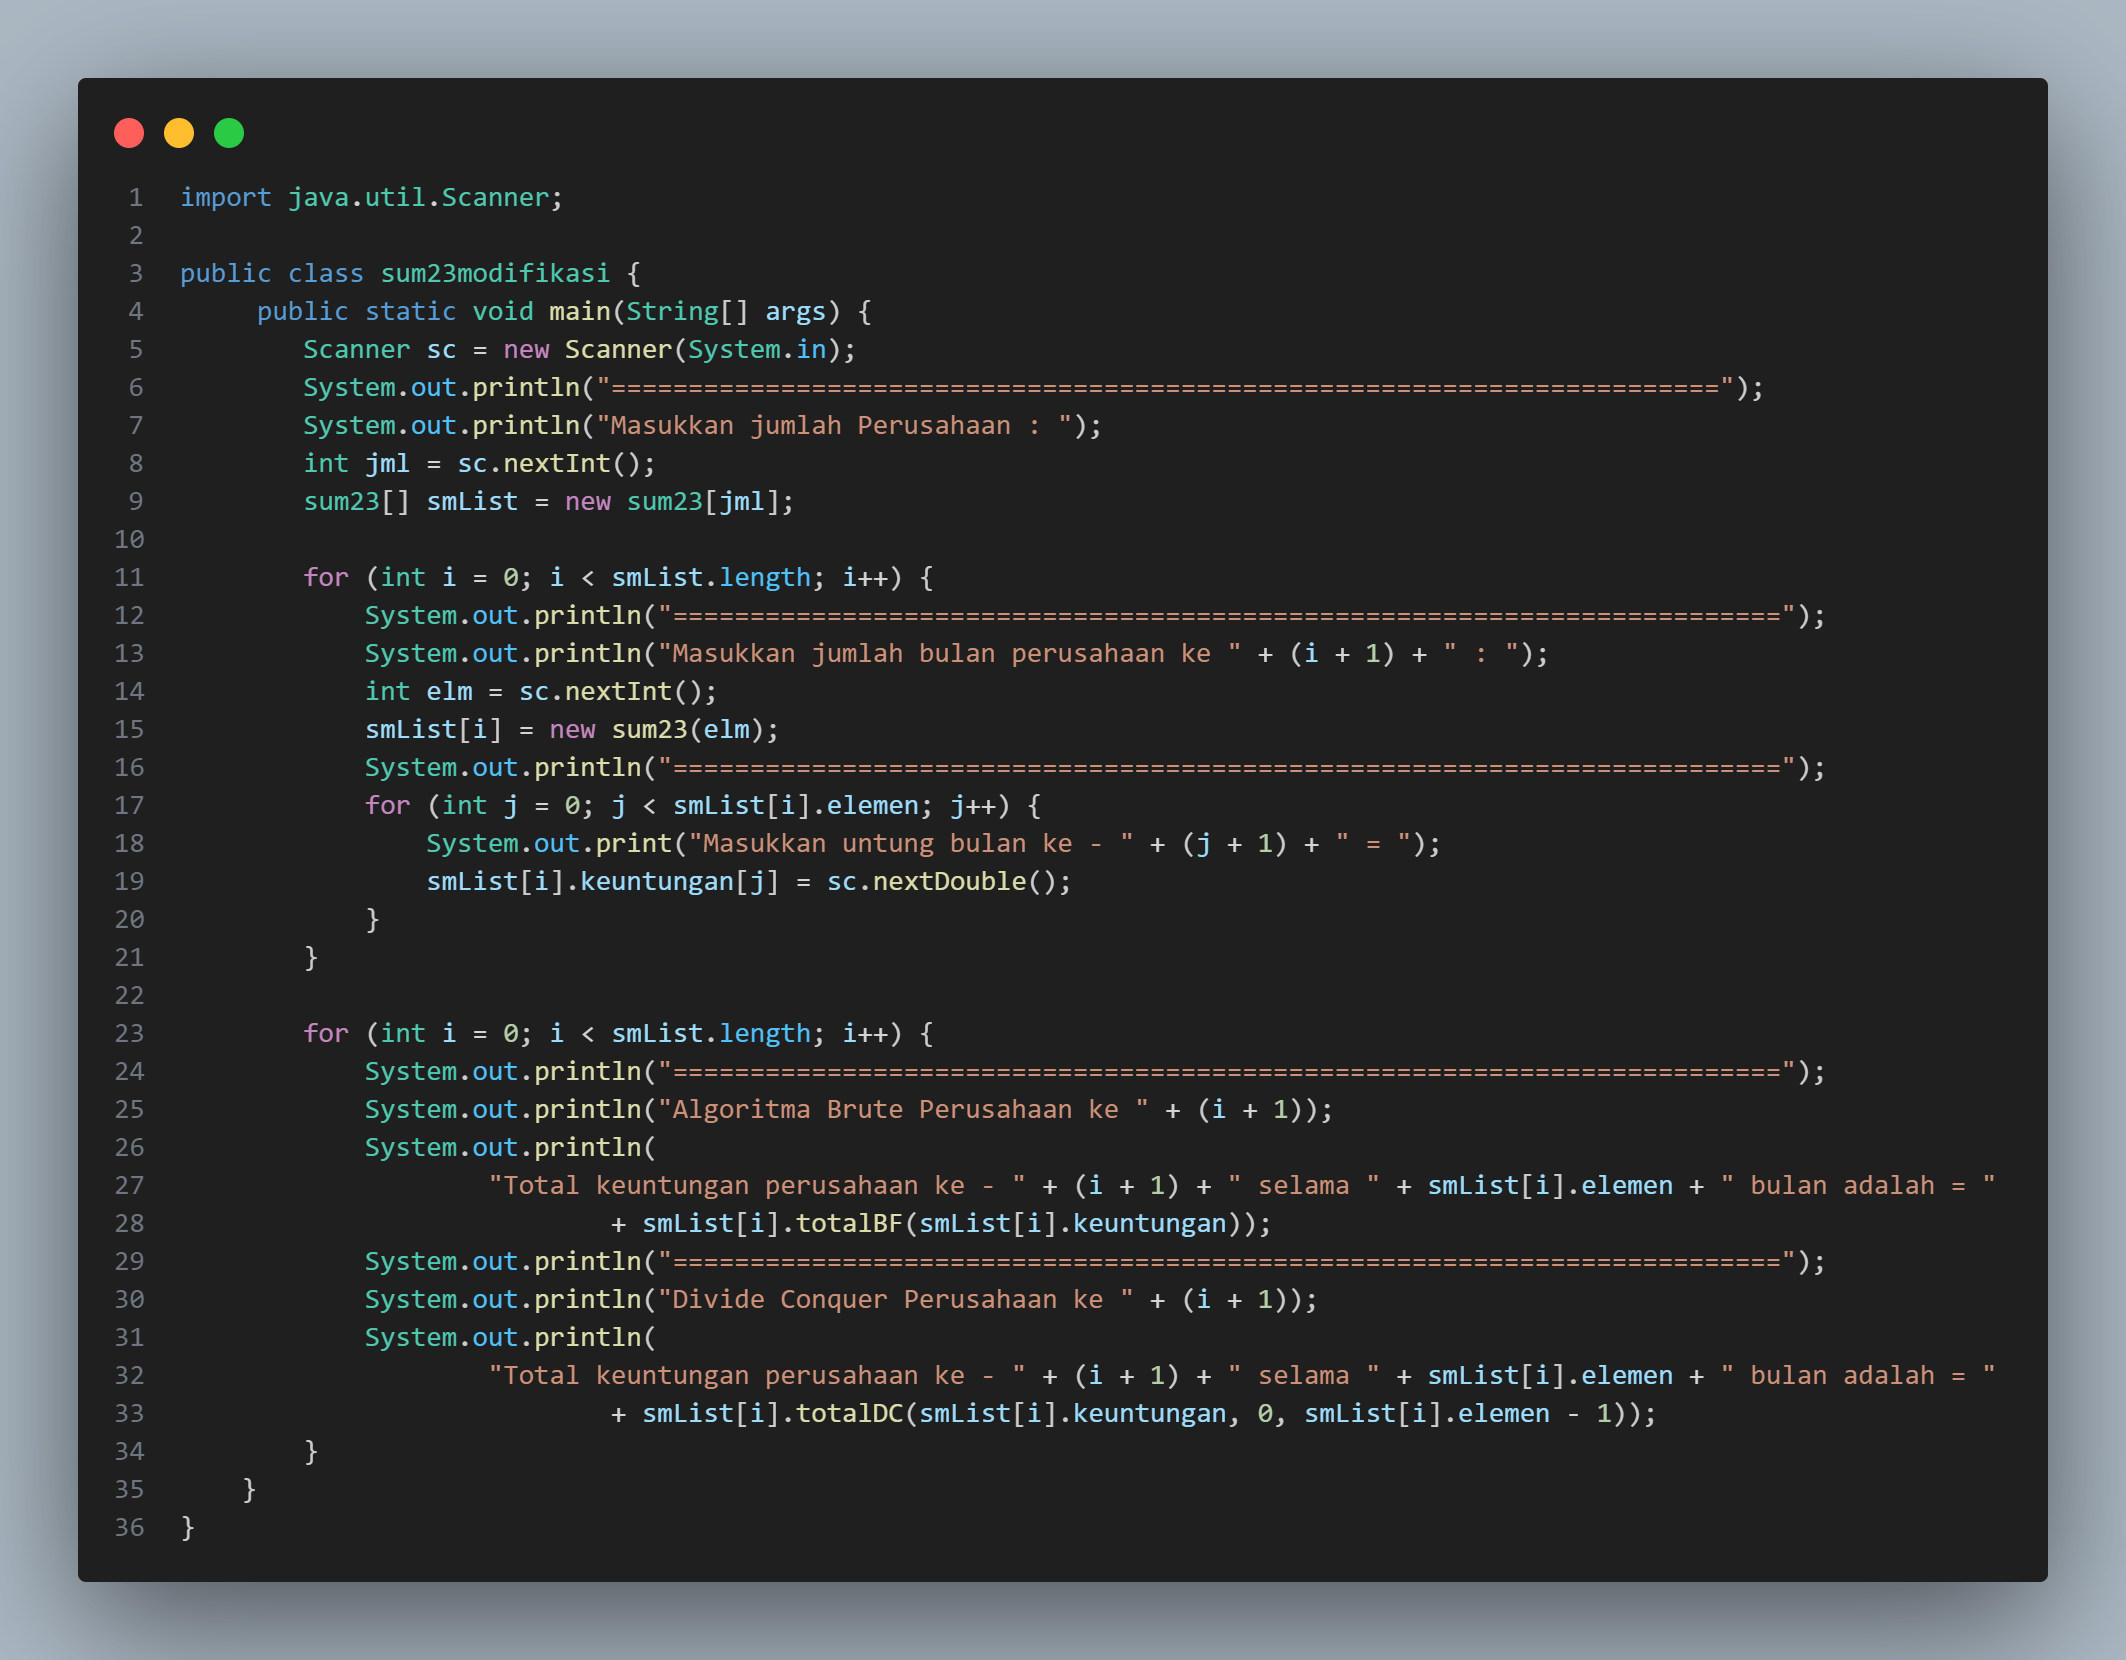 1 import java.util.Scanner;
2
3 public class sum23modifikasi {
4      public static void main(String[] args) {
5         Scanner sc = new Scanner(System.in);
6         System.out.println("========================================================================");
7         System.out.println("Masukkan jumlah Perusahaan : ");
8         int jml = sc.nextInt();
9         sum23[] smList = new sum23[jml];
10
11         for (int i = 0; i < smList.length; i++) {
12             System.out.println("========================================================================");
13             System.out.println("Masukkan jumlah bulan perusahaan ke " + (i + 1) + " : ");
14             int elm = sc.nextInt();
15             smList[i] = new sum23(elm);
16             System.out.println("========================================================================");
17             for (int j = 0; j < smList[i].elemen; j++) {
18                 System.out.print("Masukkan untung bulan ke - " + (j + 1) + " = ");
19                 smList[i].keuntungan[j] = sc.nextDouble();
20             }
21         }
22
23         for (int i = 0; i < smList.length; i++) {
24             System.out.println("========================================================================");
25             System.out.println("Algoritma Brute Perusahaan ke " + (i + 1));
26             System.out.println(
27                     "Total keuntungan perusahaan ke - " + (i + 1) + " selama " + smList[i].elemen + " bulan adalah = "
28                             + smList[i].totalBF(smList[i].keuntungan));
29             System.out.println("========================================================================");
30             System.out.println("Divide Conquer Perusahaan ke " + (i + 1));
31             System.out.println(
32                     "Total keuntungan perusahaan ke - " + (i + 1) + " selama " + smList[i].elemen + " bulan adalah = "
33                             + smList[i].totalDC(smList[i].keuntungan, 0, smList[i].elemen - 1));
34         }
35     }
36 }